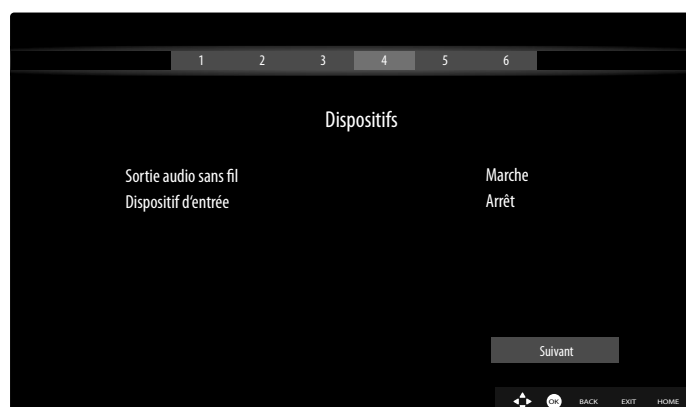 1 2 3 4 5 6
Dispositifs
Sortie audio sans fil Marche
Dispositif d‘entrée Arrêt
Suivant
OK BACK EXIT HOME